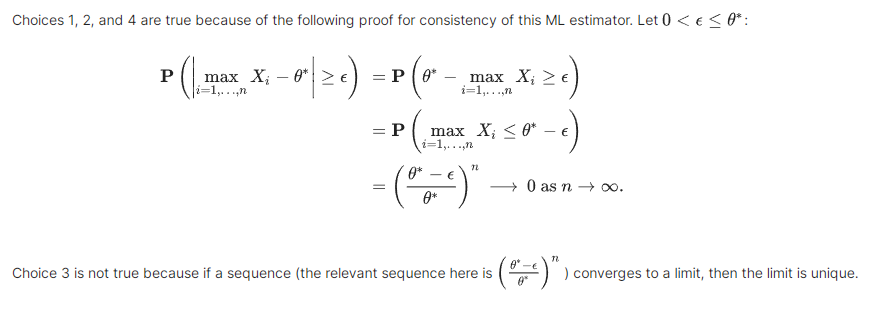 Choices 1, 2, and 4 are true because of the following proof for consistency of this ML estimator. Let 0 < ϵ ≤ θ*:
P(|max_{i=1,…,n} X_i − θ*| ≥ ϵ) = P(θ* − max_{i=1,…,n} X_i ≥ ϵ)
= P(max_{i=1,…,n} X_i ≤ θ* − ϵ)
= ((θ* − ϵ)/θ*)^n ⟶ 0 as n → ∞.
Choice 3 is not true because if a sequence (the relevant sequence here is ((θ*−ϵ)/θ*)^n ) converges to a limit, then the limit is unique.